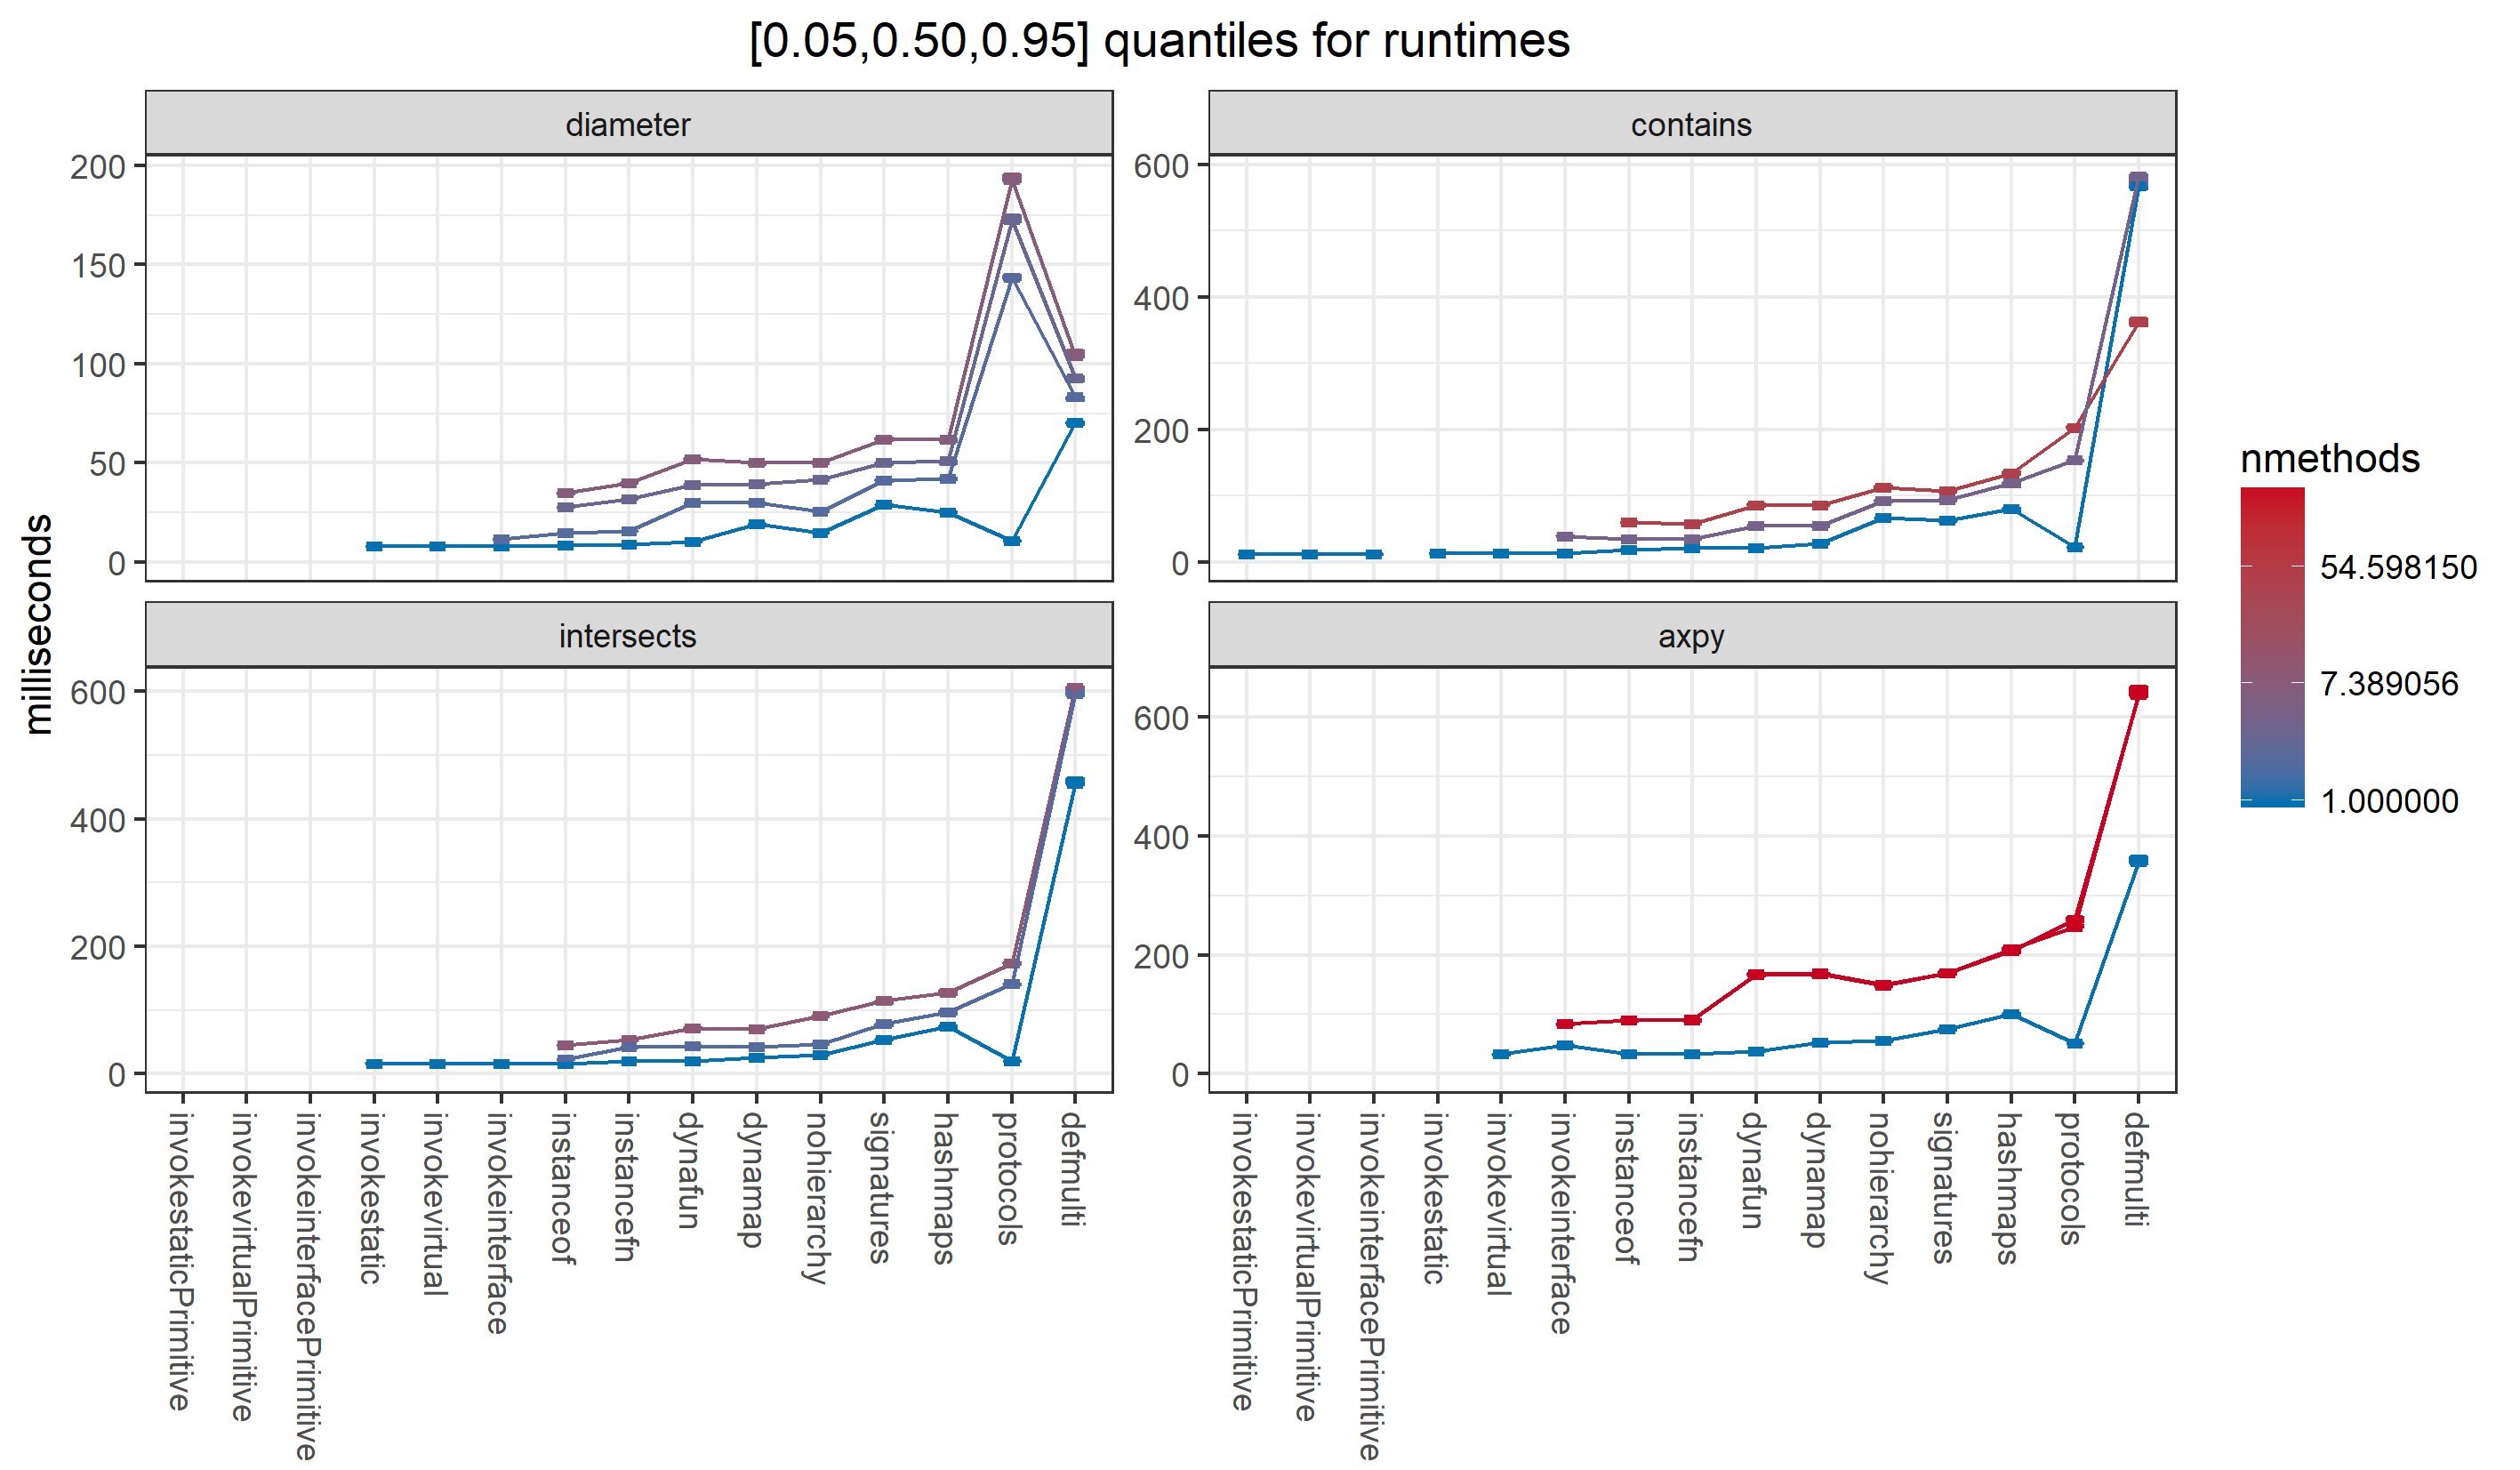 [0.05,0.50,0.95] quantiles for runtimes
diameter
contains
200
150
100
50
0
600
400
200
0
milliseconds
intersects
axpy
600
400
200
0
600
400
200
0
invokestaticPrimitive
invokevirtualPrimitive
invokeinterfacePrimitive
invokestatic
invokevirtual
invokeinterface
instanceof
instancefn
dynafun
dynamap
nohierarchy
signatures
hashmaps
protocols
defmulti
invokestaticPrimitive
invokevirtualPrimitive
invokeinterfacePrimitive
invokestatic
invokevirtual
invokeinterface
instanceof
instancefn
dynafun
dynamap
nohierarchy
signatures
hashmaps
protocols
defmulti
nmethods
54.598150
7.389056
1.000000